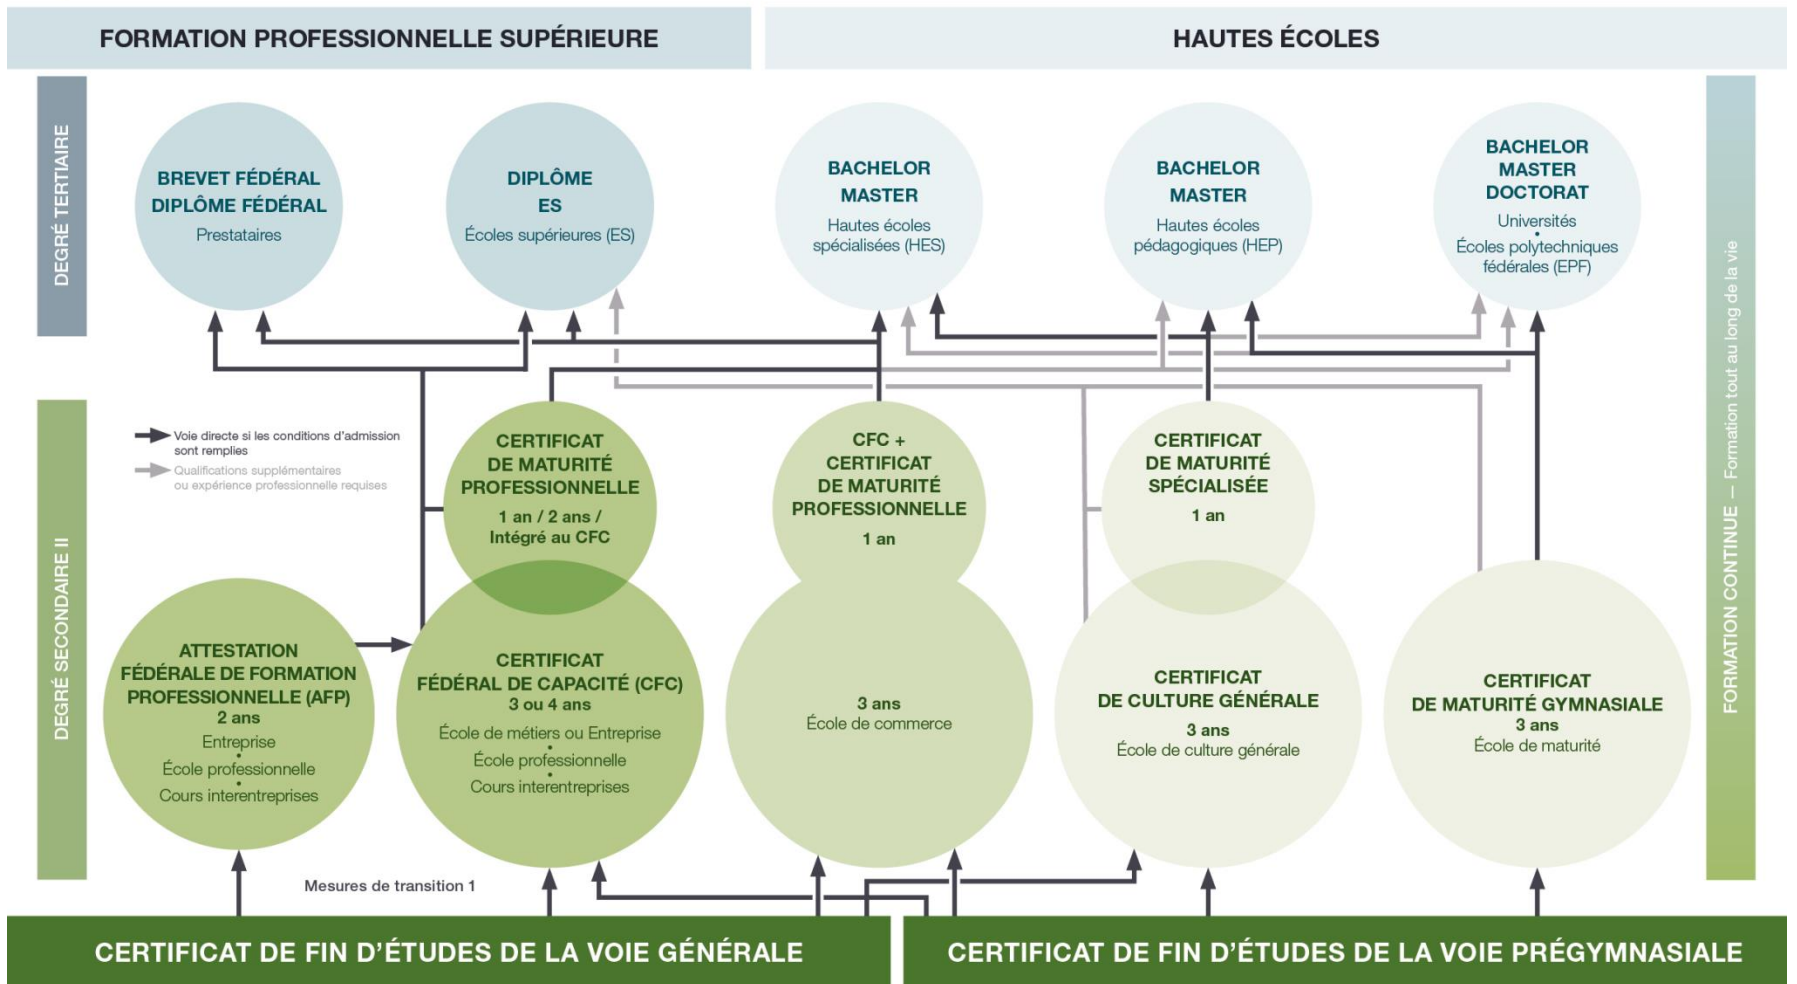 FORMATION PROFESSIONNELLE SUPÉRIEURE
HAUTES ÉCOLES
DEGRÉ TERTIAIRE
BREVET FÉDÉRAL
DIPLÔME FÉDÉRAL
Prestataires
DIPLÔME
ES
Écoles supérieures (ES)
BACHELOR
MASTER
Hautes écoles
spécialisées (HES)
BACHELOR
MASTER
Hautes écoles
pédagogiques (HEP)
BACHELOR
MASTER
DOCTORAT
Universités
•
Écoles polytechniques
fédérales (EPF)
FORMATION CONTINUE — Formation tout au long de la vie
Voie directe si les conditions d'admission
sont remplies
Qualifications supplémentaires
ou expérience professionnelle requises
DEGRÉ SECONDAIRE II
CERTIFICAT
DE MATURITÉ
PROFESSIONNELLE
1 an / 2 ans /
Intégré au CFC
CFC +
CERTIFICAT
DE MATURITÉ
PROFESSIONNELLE
1 an
CERTIFICAT
DE MATURITÉ
SPÉCIALISÉE
1 an
ATTESTATION
FÉDÉRALE DE FORMATION
PROFESSIONNELLE (AFP)
2 ans
Entreprise
•
École professionnelle
•
Cours interentreprises
CERTIFICAT
FÉDÉRAL DE CAPACITÉ (CFC)
3 ou 4 ans
École de métiers ou Entreprise
•
École professionnelle
•
Cours interentreprises
3 ans
École de commerce
CERTIFICAT
DE CULTURE GÉNÉRALE
3 ans
École de culture générale
CERTIFICAT
DE MATURITÉ GYMNASIALE
3 ans
École de maturité
Mesures de transition 1
CERTIFICAT DE FIN D'ÉTUDES DE LA VOIE GÉNÉRALE
CERTIFICAT DE FIN D'ÉTUDES DE LA VOIE PRÉGYMNASIALE